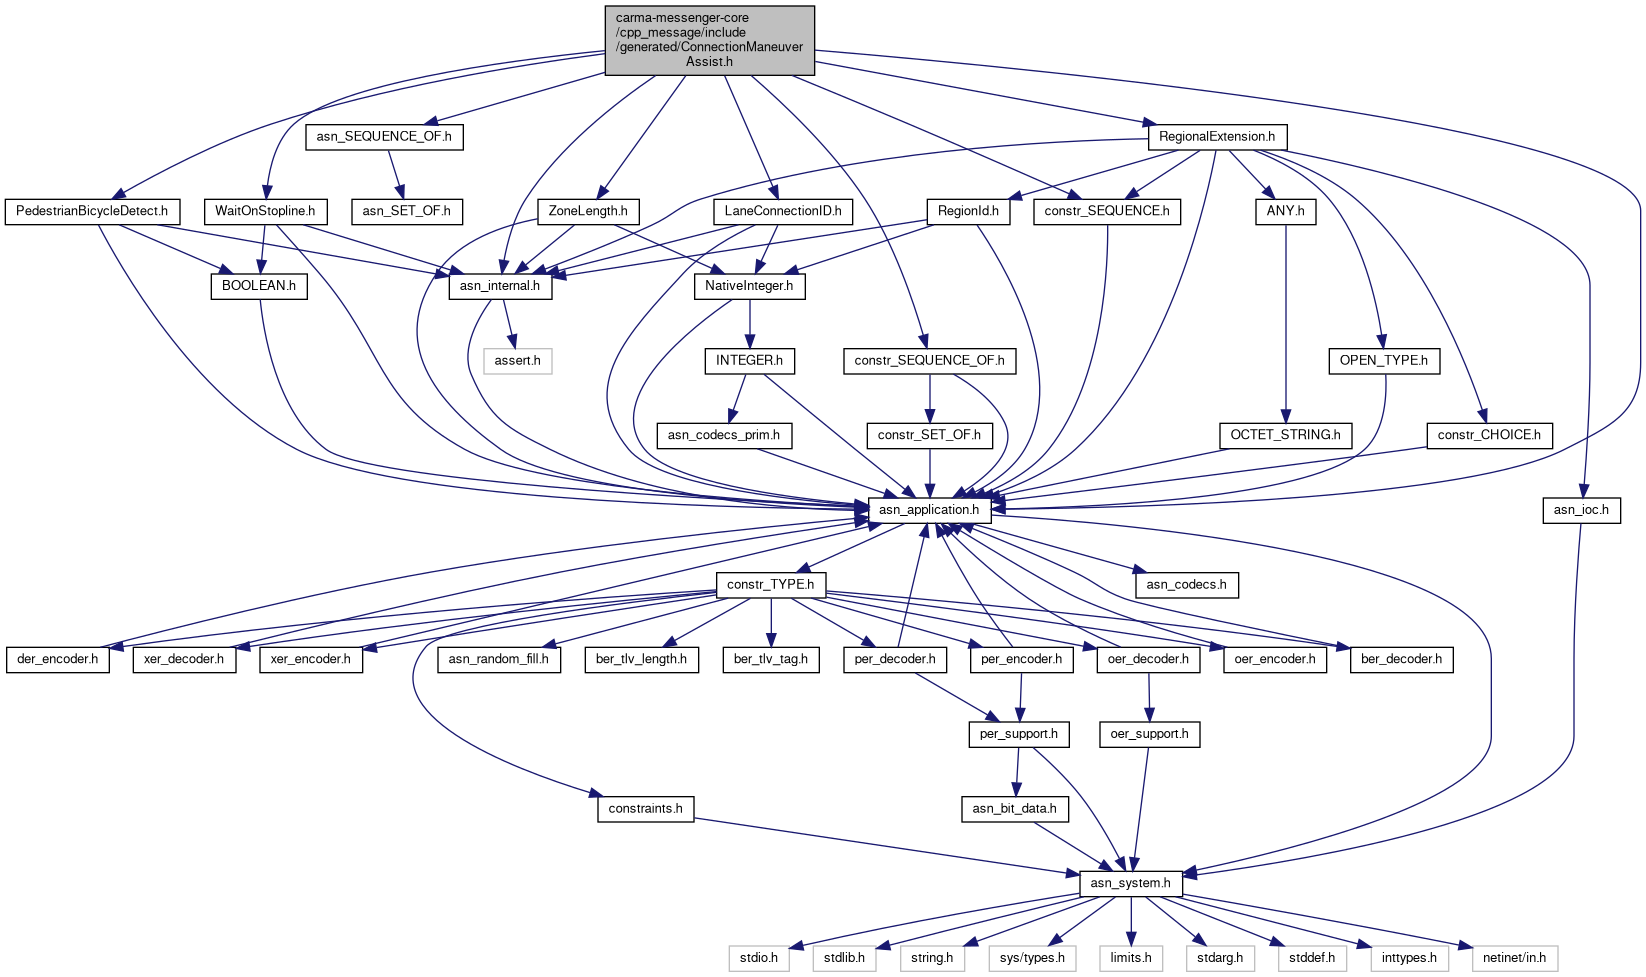 carma-messenger-core
/cpp_message/include
/generated/ConnectionManeuver
Assist.h
asn_SEQUENCE_OF.h
RegionalExtension.h
PedestrianBicycleDetect.h
WaitOnStopline.h
asn_SET_OF.h
ZoneLength.h
LaneConnectionID.h
RegionId.h
constr_SEQUENCE.h
ANY.h
BOOLEAN.h
asn_internal.h
NativeInteger.h
assert.h
INTEGER.h
constr_SEQUENCE_OF.h
OPEN_TYPE.h
asn_codecs_prim.h
constr_SET_OF.h
OCTET_STRING.h
constr_CHOICE.h
asn_application.h
asn_ioc.h
constr_TYPE.h
asn_codecs.h
der_encoder.h
xer_decoder.h
xer_encoder.h
asn_random_fill.h
ber_tlv_length.h
ber_tlv_tag.h
per_decoder.h
per_encoder.h
oer_decoder.h
oer_encoder.h
ber_decoder.h
per_support.h
oer_support.h
constraints.h
asn_bit_data.h
asn_system.h
stdio.h
stdlib.h
string.h
sys/types.h
limits.h
stdarg.h
stddef.h
inttypes.h
netinet/in.h